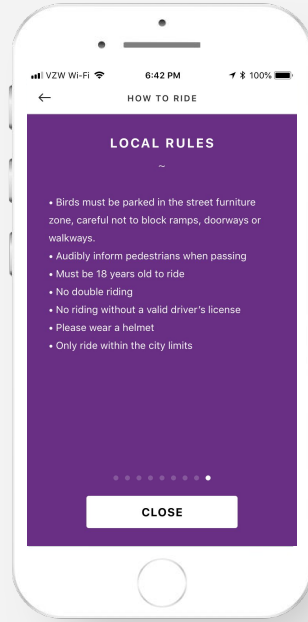 VZW Wi-Fi 6:42 PM 100%
HOW TO RIDE
LOCAL RULES
~
• Birds must be parked in the street furniture
zone, careful not to block ramps, doorways or
walkways.
• Audibly inform pedestrians when passing
• Must be 18 years old to ride
• No double riding
• No riding without a valid driver's license
• Please wear a helmet
• Only ride within the city limits
CLOSE